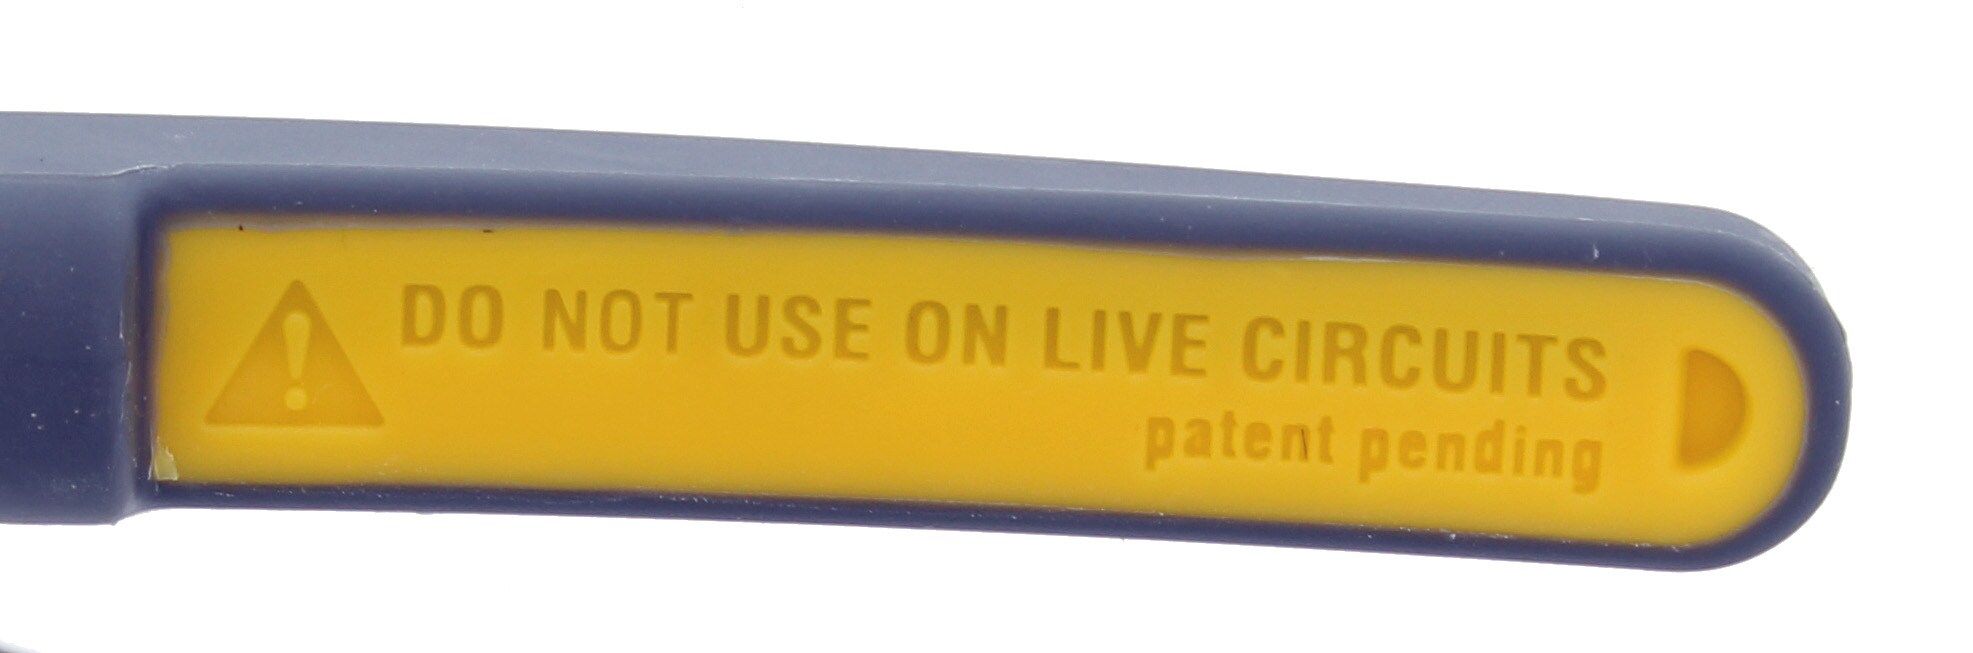 DO NOT USE ON LIVE CIRCUITS
patent pending